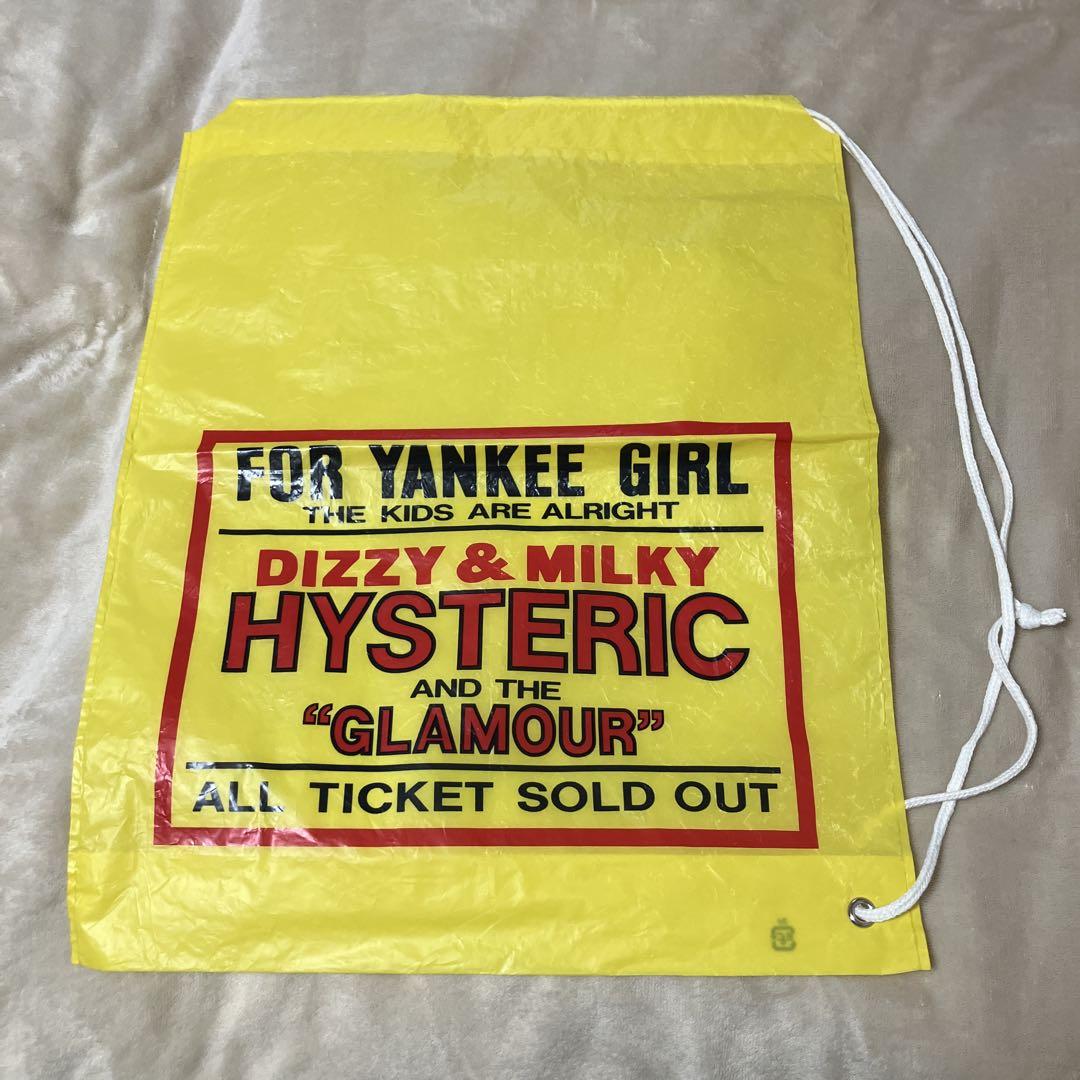 FOR YANKEE GIRL
THE KIDS ARE ALRIGHT
DIZZY & MILKY
HYSTERIC
AND THE
“GLAMOUR”
ALL TICKET SOLD OUT